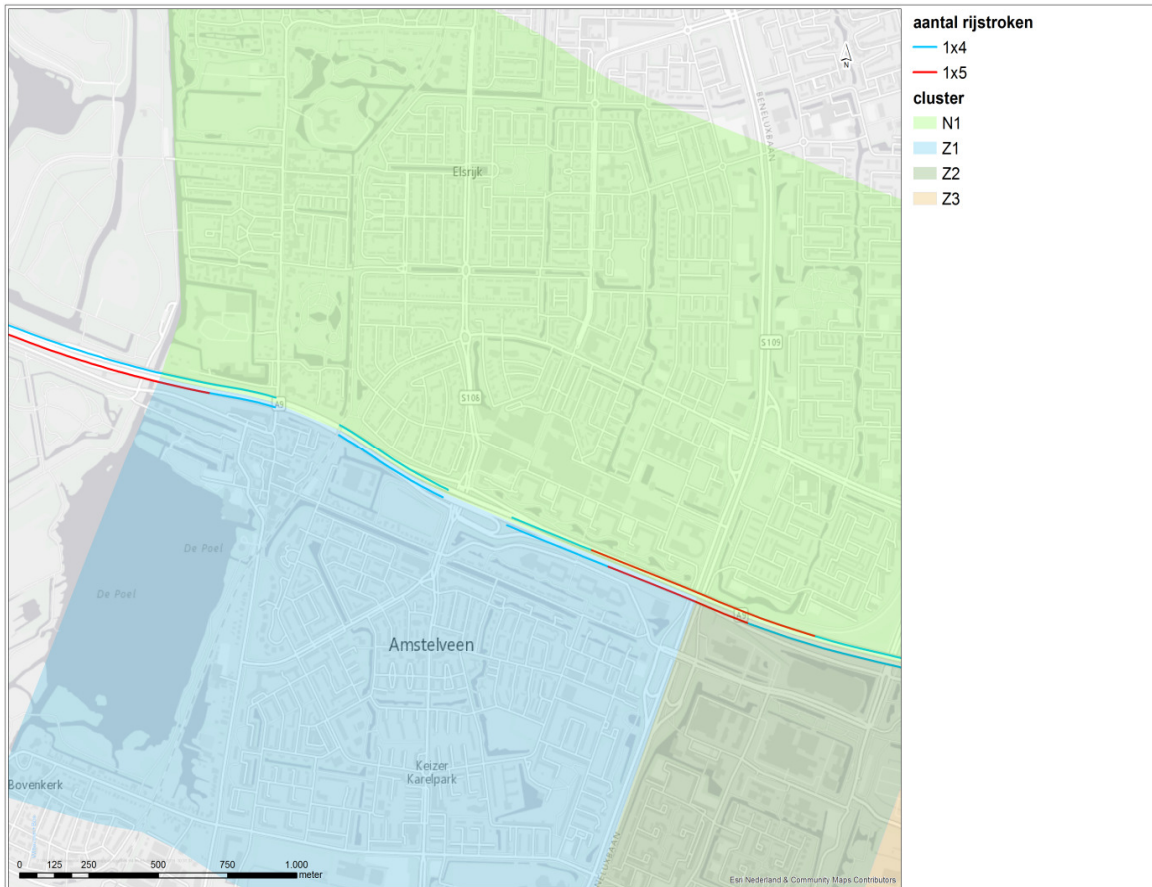 aantal rijstroken
1x4
1x5
cluster
N1
Z1
Z2
Z3
N
BENELUXBAAN
Elsrijk
S109
S108
A9
De Poel
De Poel
Amstelveen
Keizer
Karelpark
Bovenkerk
0 125 250 500 750 1.000
meter
Esri Nederland & Community Maps Contributors